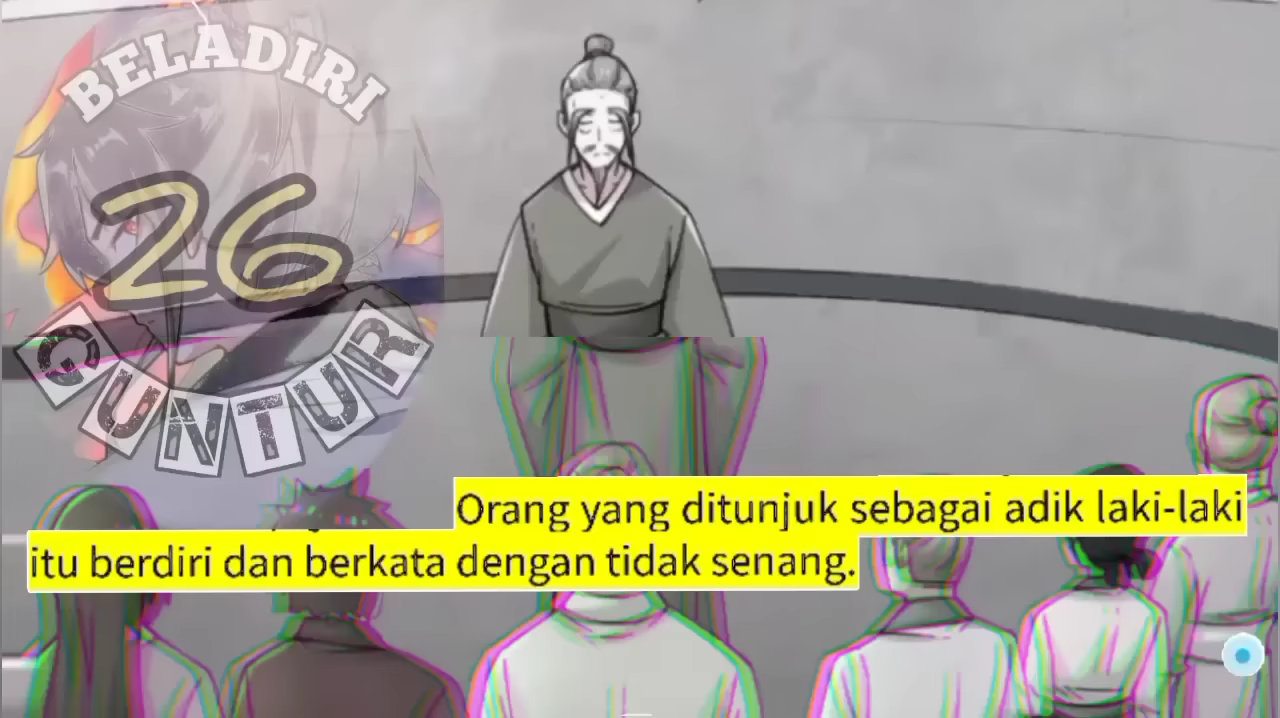 BELADIRI
26
GUNTUR
Orang yang ditunjuk sebagai adik laki-laki
itu berdiri dan berkata dengan tidak senang.